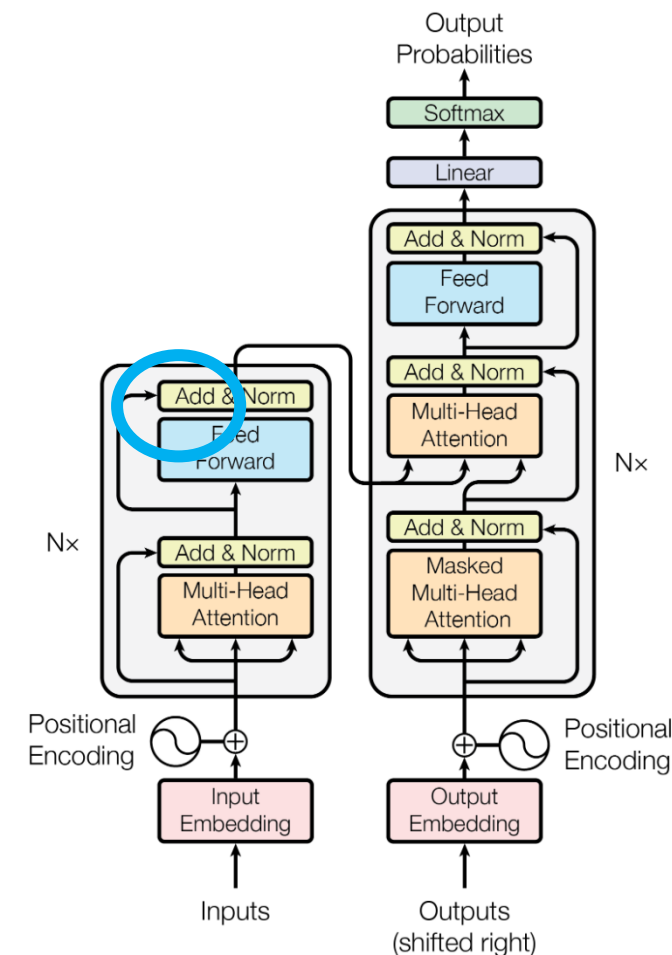 Output
Probabilities
Softmax
Linear
Add & Norm
Feed
Forward
Add & Norm
Multi-Head
Attention
Nx
Add & Norm
Masked
Multi-Head
Attention
Add & Norm
Feed
Forward
Nx
Add & Norm
Multi-Head
Attention
Positional
Encoding
Positional
Encoding
Input
Embedding
Output
Embedding
Inputs
Outputs
(shifted right)